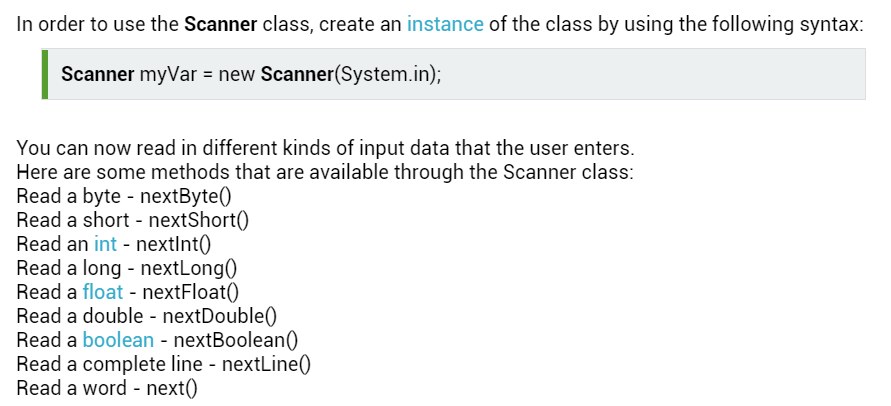 In order to use the Scanner class, create an instance of the class by using the following syntax:
Scanner myVar = new Scanner(System.in);
You can now read in different kinds of input data that the user enters.
Here are some methods that are available through the Scanner class:
Read a byte - nextByte()
Read a short - nextShort()
Read an int - nextInt()
Read a long - nextLong()
Read a float - nextFloat()
Read a double - nextDouble()
Read a boolean - nextBoolean()
Read a complete line - nextLine()
Read a word - next()